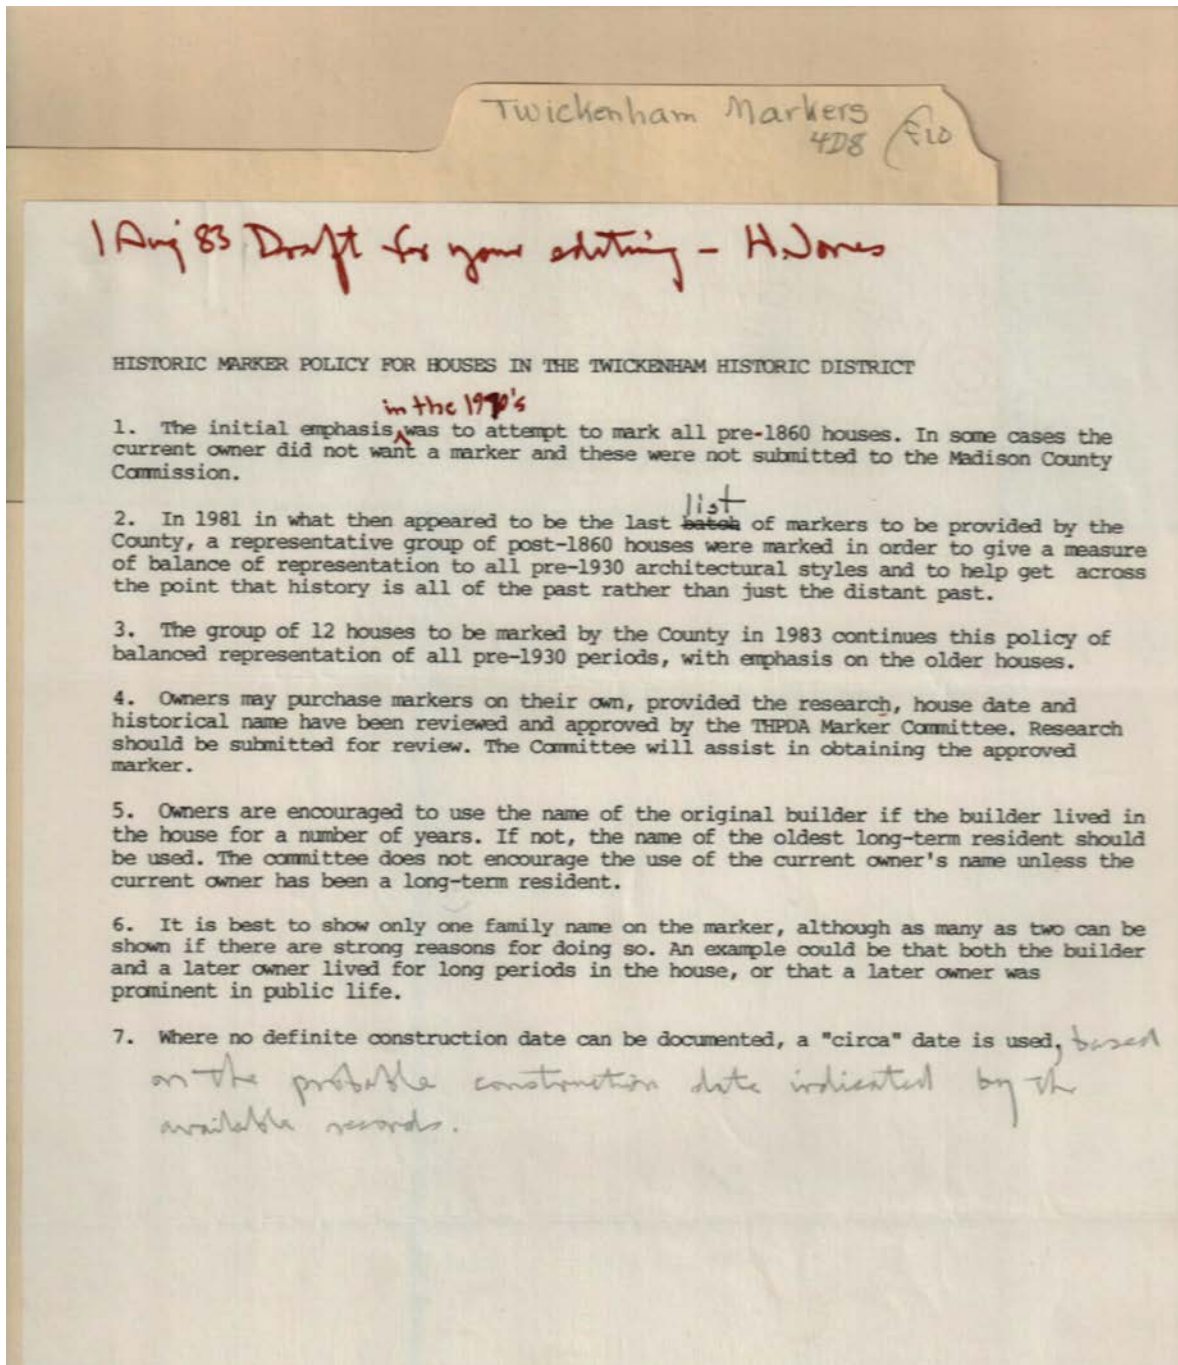 Twickenham Markers
4D8 F20
1 Aug 83 Draft for your editing - H. Jones
HISTORIC MARKER POLICY FOR HOUSES IN THE TWICKENHAM HISTORIC DISTRICT
in the 1970's
1. The initial emphasis was to attempt to mark all pre-1860 houses. In some cases the
current owner did not want a marker and these were not submitted to the Madison County
Commission.
list
2. In 1981 in what then appeared to be the last batch of markers to be provided by the
County, a representative group of post-1860 houses were marked in order to give a measure
of balance of representation to all pre-1930 architectural styles and to help get across
the point that history is all of the past rather than just the distant past.
3. The group of 12 houses to be marked by the County in 1983 continues this policy of
balanced representation of all pre-1930 periods, with emphasis on the older houses.
4. Owners may purchase markers on their own, provided the research, house date and
historical name have been reviewed and approved by the THPDA Marker Committee. Research
should be submitted for review. The Committee will assist in obtaining the approved
marker.
5. Owners are encouraged to use the name of the original builder if the builder lived in
the house for a number of years. If not, the name of the oldest long-term resident should
be used. The committee does not encourage the use of the current owner's name unless the
current owner has been a long-term resident.
6. It is best to show only one family name on the marker, although as many as two can be
shown if there are strong reasons for doing so. An example could be that both the builder
and a later owner lived for long periods in the house, or that a later owner was
prominent in public life.
7. Where no definite construction date can be documented, a "circa" date is used, based
on the probable construction date indicated by the
available records.